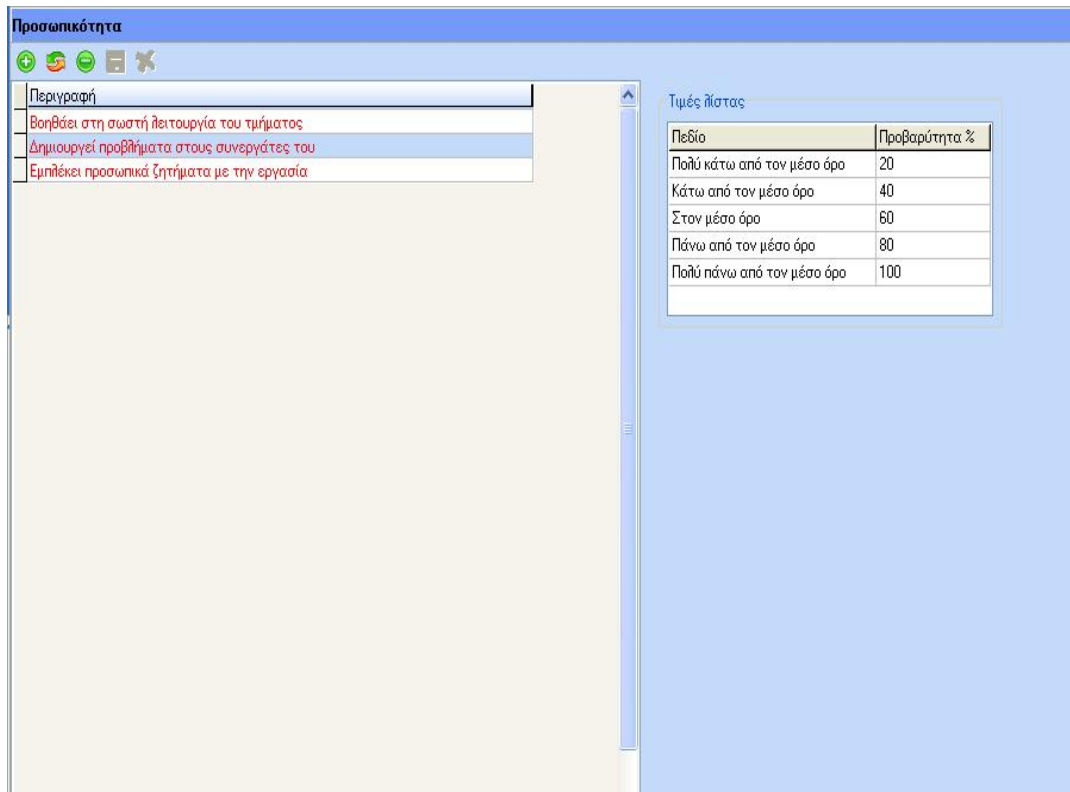 Προσωπικότητα
Περιγραφή
Βοηθάει στη σωστή λειτουργία του τμήματος
Δημιουργεί προβλήματα στους συνεργάτες του
Εμπλέκει προσωπικά ζητήματα με την εργασία
Τιμές λίστας
Πεδίο Προβαρύτητα %
Πολύ κάτω από τον μέσο όρο 20
Κάτω από τον μέσο όρο 40
Στον μέσο όρο 60
Πάνω από τον μέσο όρο 80
Πολύ πάνω από τον μέσο όρο 100